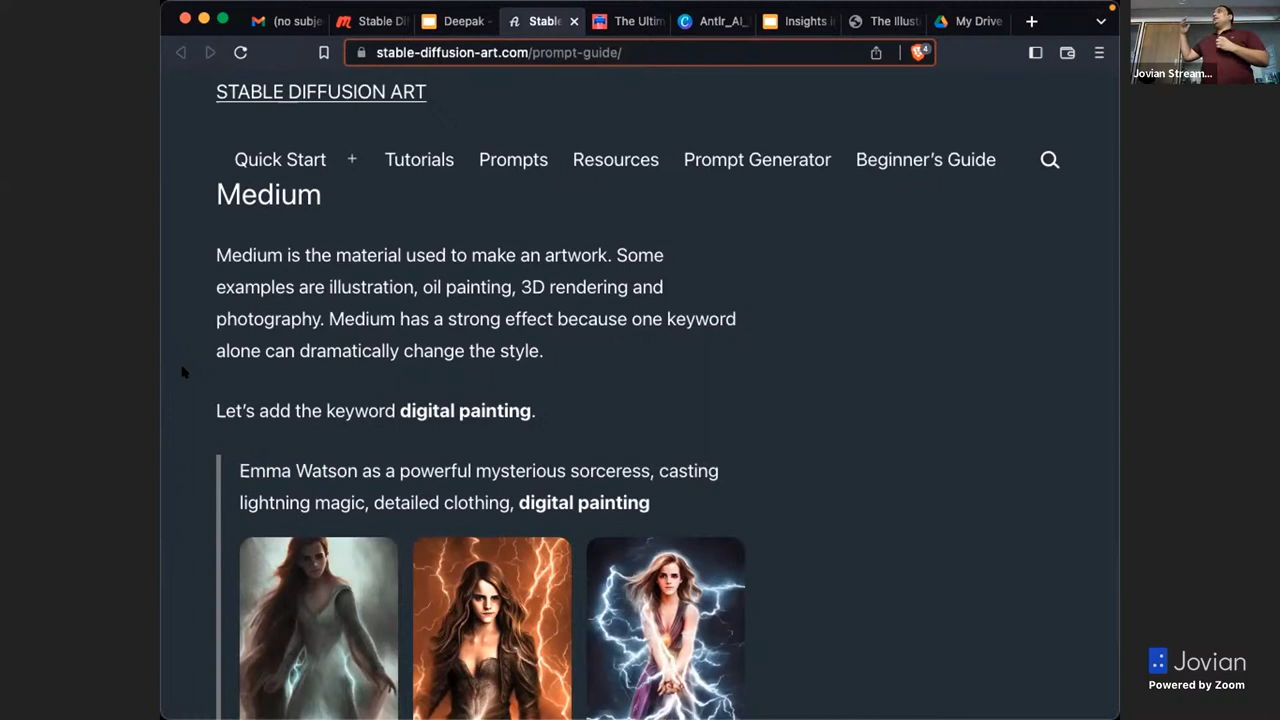 (no subje
Stable Di
Deepak -
Stable
The Ultim
Antlr_AI_
Insights i
The Illust
My Drive
stable-diffusion-art.com/prompt-guide/
4
STABLE DIFFUSION ART
Quick Start + Tutorials Prompts Resources Prompt Generator Beginner's Guide
Medium
Medium is the material used to make an artwork. Some
examples are illustration, oil painting, 3D rendering and
photography. Medium has a strong effect because one keyword
alone can dramatically change the style.
Let's add the keyword digital painting.
Emma Watson as a powerful mysterious sorceress, casting
lightning magic, detailed clothing, digital painting
Jovian Stream...
Jovian
Powered by Zoom